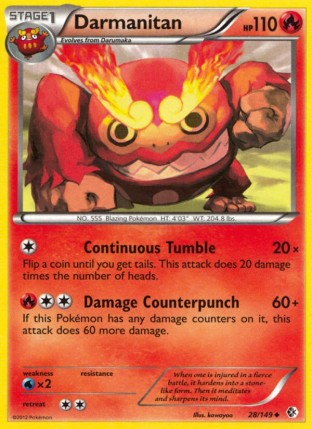 STAGE1
Darmanitan
HP110
Evolves from Darumaka
NO. 555 Blazing Pokémon. HT: 4'03" WT: 204.8 lbs.
Continuous Tumble 20×
Flip a coin until you get tails. This attack does 20 damage
times the number of heads.
Damage Counterpunch 60+
If this Pokémon has any damage counters on it, this
attack does 60 more damage.
weakness resistance
×2
retreat
When one is injured in a fierce
battle, it hardens into a stone-
like form. Then it meditates
and sharpens its mind.
©2012 Pokémon
Illus. kawayoo
28/149